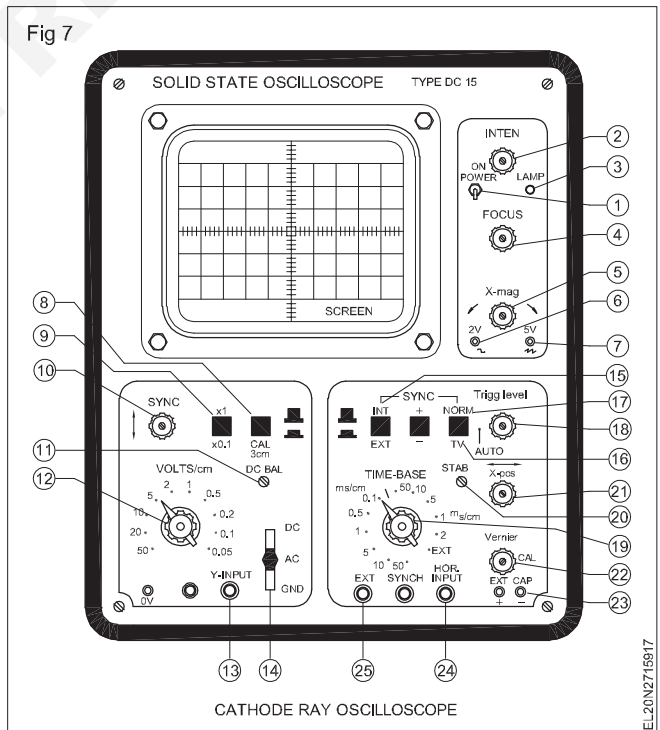 Fig 7
SOLID STATE OSCILLOSCOPE TYPE DC 15
INTEN
ON
POWER LAMP
FOCUS
X-mag
2V 5V
SCREEN
2
3
1
4
5
6
7
8
9
10
11
12
SYNC
x1
x0.1
CAL
3cm
DC BAL
VOLTS/cm
50 20 10 5 2 1 0.5 0.2 0.1 0.05
DC
AC
GND
0V
Y-INPUT
SYNC
INT + NORM
EXT - TV
Trigg level
AUTO
STAB
X-pos
TIME-BASE
ms/cm
0.1 50 10 5
0.5 1 ms/cm
1 2
5 EXT
10 50
Vernier
CAL
EXT CAP
+ -
EXT SYNCH HOR.
INPUT
15
17
18
16
21
20
19
22
23
13 14 25 24
CATHODE RAY OSCILLOSCOPE
EL20N2715917